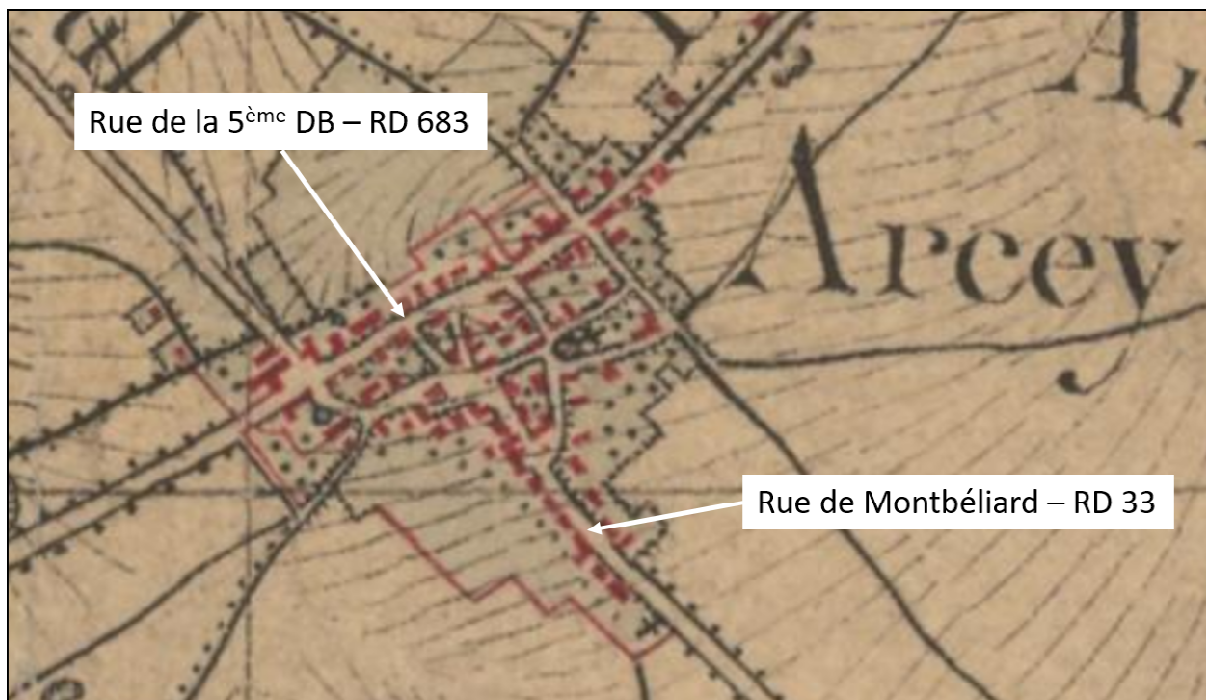 Rue de la 5ème DB – RD 683
Arcey
Rue de Montbéliard – RD 33